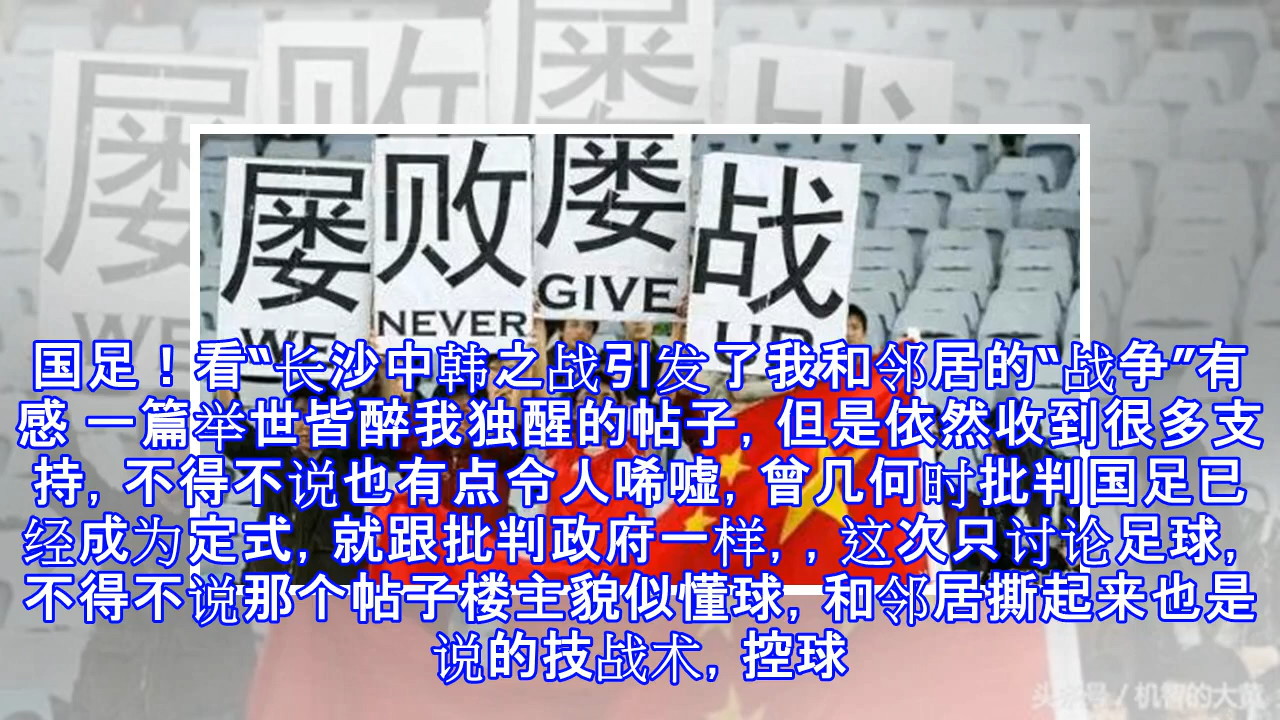 屡 败 屡 战
WE NEVER GIVE UP
国足！看“长沙中韩之战引发了我和邻居的“战争”有
感 一篇举世皆醉我独醒的帖子, 但是依然收到很多支
持, 不得不说也有点令人唏嘘, 曾几何时批判国足已
经成为定式, 就跟批判政府一样, , 这次只讨论足球,
不得不说那个帖子楼主貌似懂球, 和邻居撕起来也是
说的技战术, 控球
头条号 / 机智的大黄